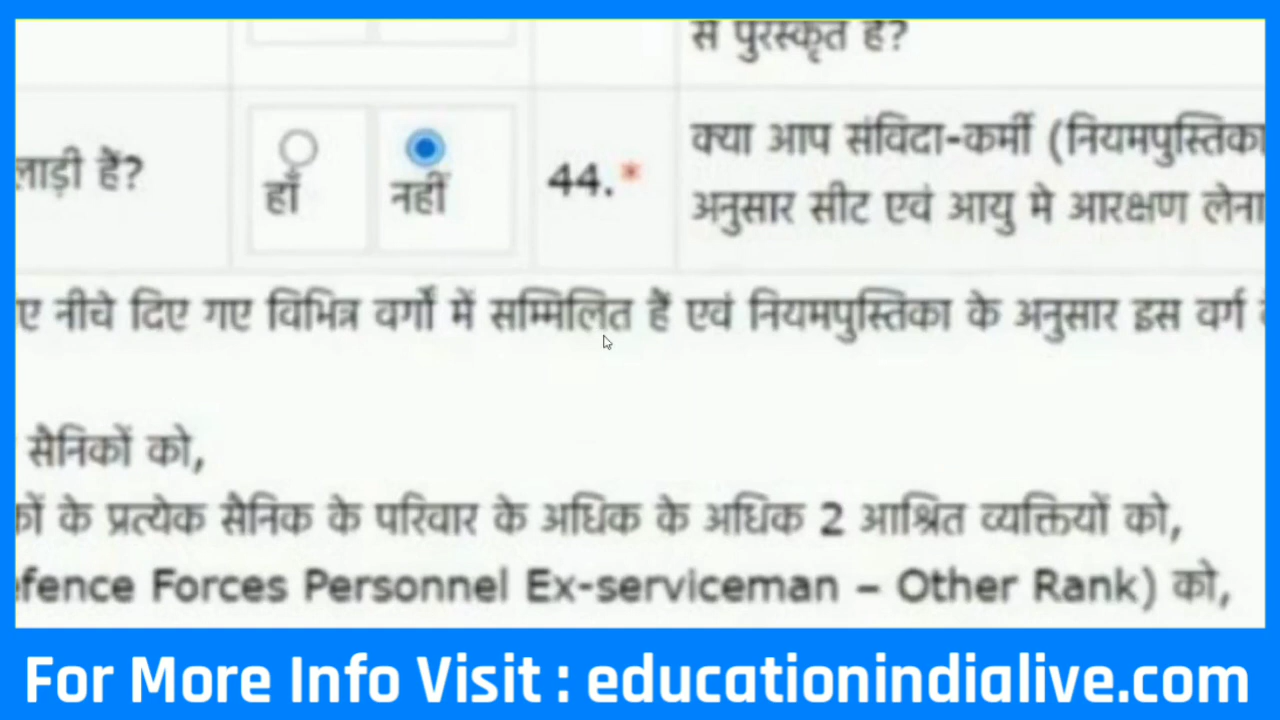 से पुरस्कृत है?
लाड़ी हैं?
हाँ
नहीं
44.*
क्या आप संविदा-कर्मी (नियमपुस्तिका
अनुसार सीट एवं आयु मे आरक्षण लेना
ए नीचे दिए गए विभिन्न वर्गों में सम्मिलित हैं एवं नियमपुस्तिका के अनुसार इस वर्ग
सैनिकों को,
कों के प्रत्येक सैनिक के परिवार के अधिक के अधिक 2 आश्रित व्यक्तियों को,
efence Forces Personnel Ex-serviceman – Other Rank) को,
For More Info Visit : educationindialive.com